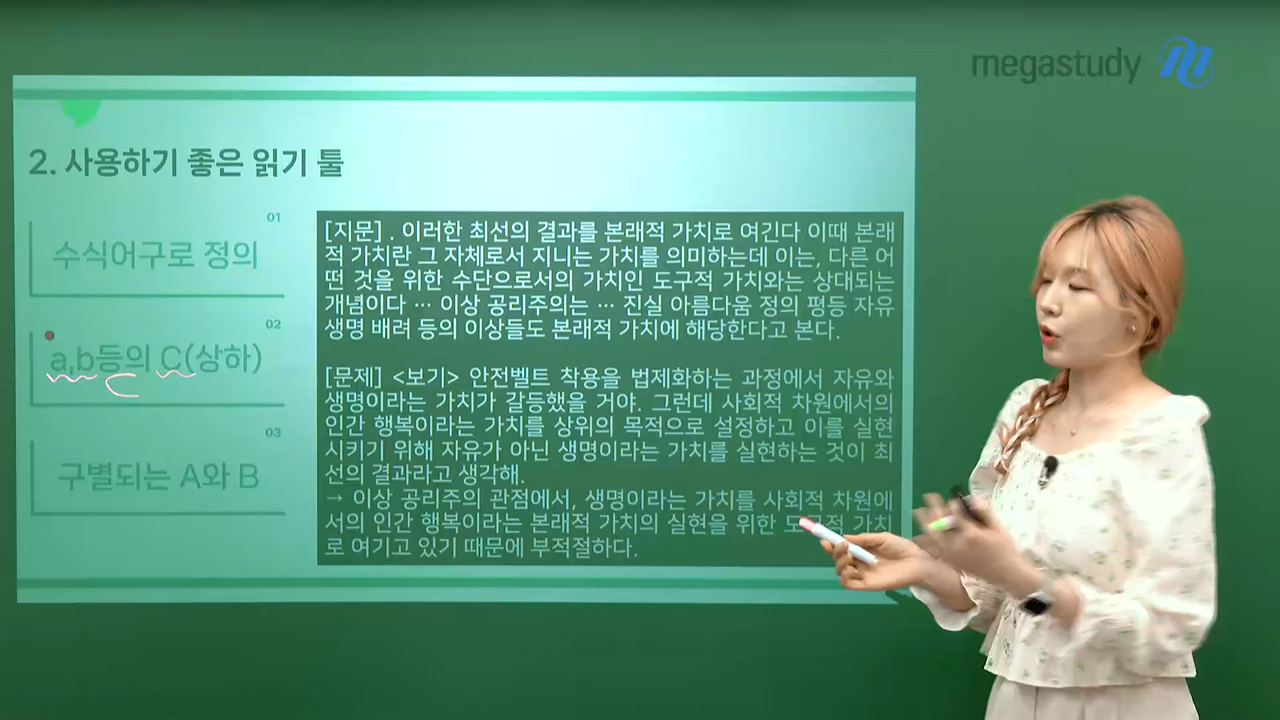 megastudy
2. 사용하기 좋은 읽기 툴
01
수식어구로 정의
02
a,b등의 C(상하)
03
구별되는 A와 B
[지문] . 이러한 최선의 결과를 본래적 가치로 여긴다 이때 본래
적 가치란 그 자체로서 지니는 가치를 의미하는데 이는, 다른 어
떤 것을 위한 수단으로서의 가치인 도구적 가치와는 상대되는
개념이다 … 이상 공리주의는 … 진실 아름다움 정의 평등 자유
생명 배려 등의 이상들도 본래적 가치에 해당한다고 본다.
[문제] <보기> 안전벨트 착용을 법제화하는 과정에서 자유와
생명이라는 가치가 갈등했을 거야. 그런데 사회적 차원에서의
인간 행복이라는 가치를 상위의 목적으로 설정하고 이를 실현
시키기 위해 자유가 아닌 생명이라는 가치를 실현하는 것이 최
선의 결과라고 생각해.
→ 이상 공리주의 관점에서, 생명이라는 가치를 사회적 차원에
서의 인간 행복이라는 본래적 가치의 실현을 위한 도구적 가치
로 여기고 있기 때문에 부적절하다.